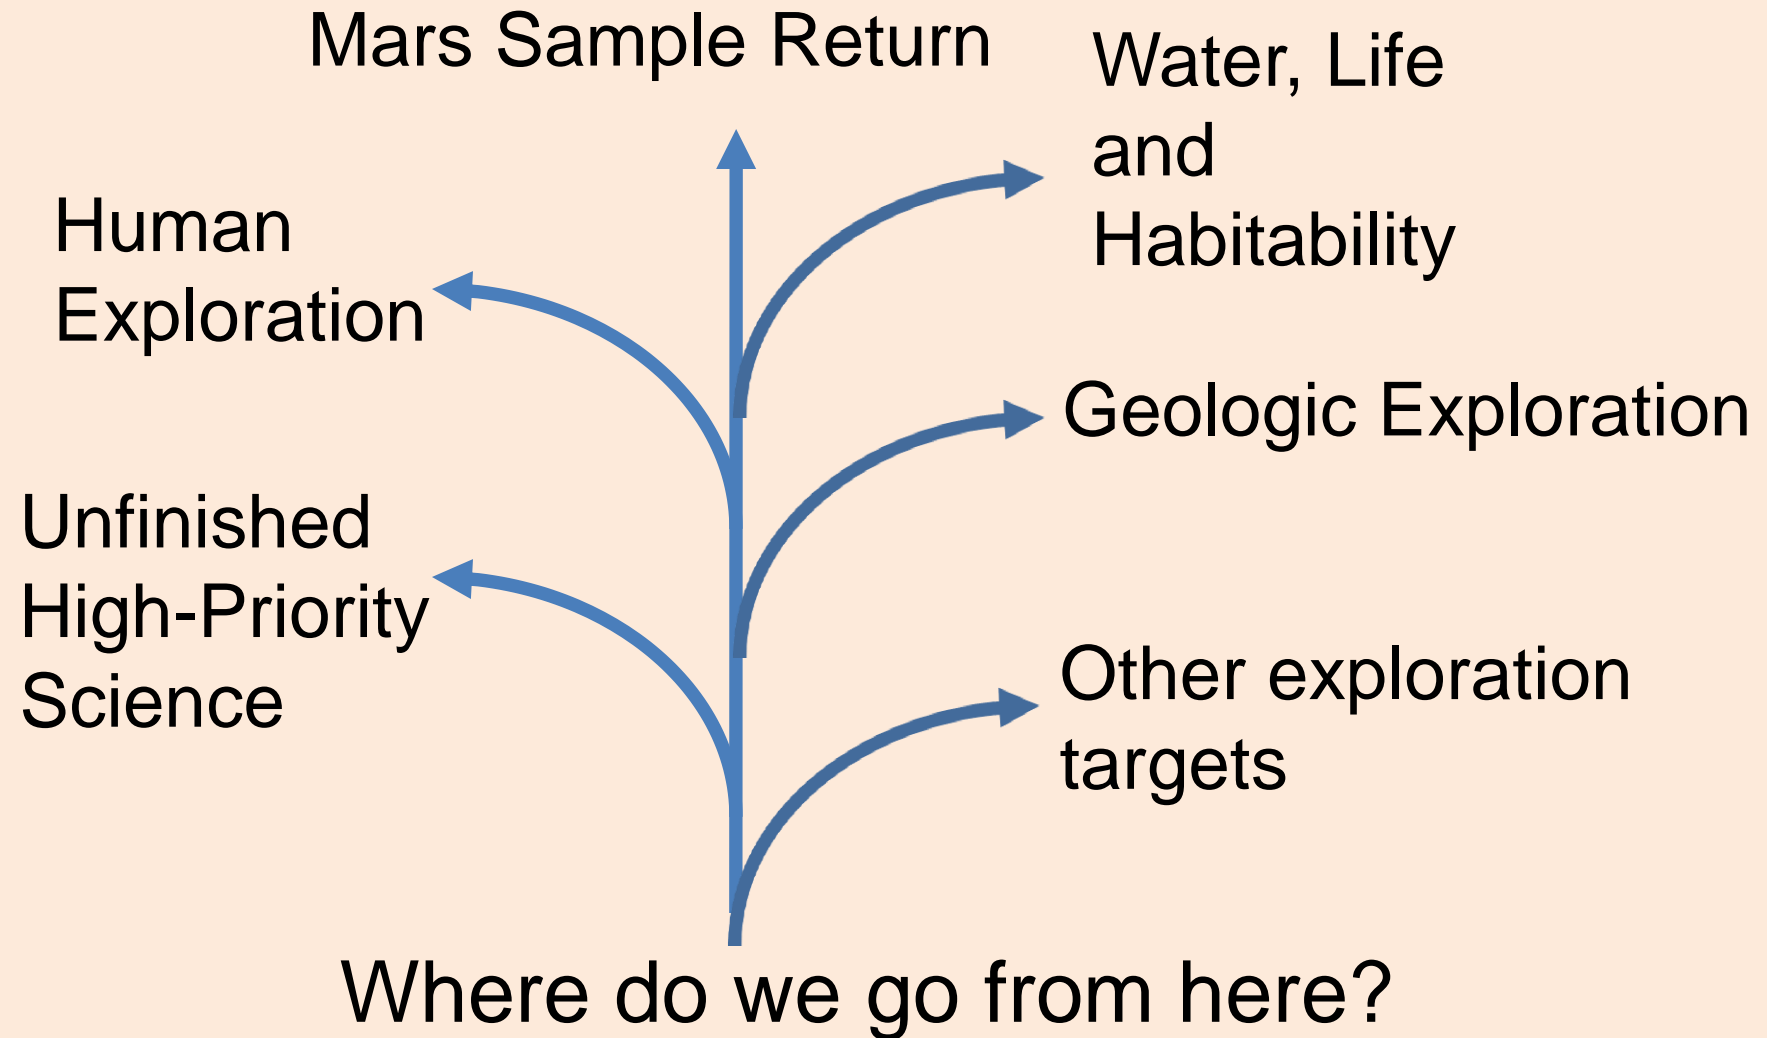 Mars Sample Return
Water, Life
and
Habitability
Human
Exploration
Geologic Exploration
Unfinished
High-Priority
Science
Other exploration
targets
Where do we go from here?